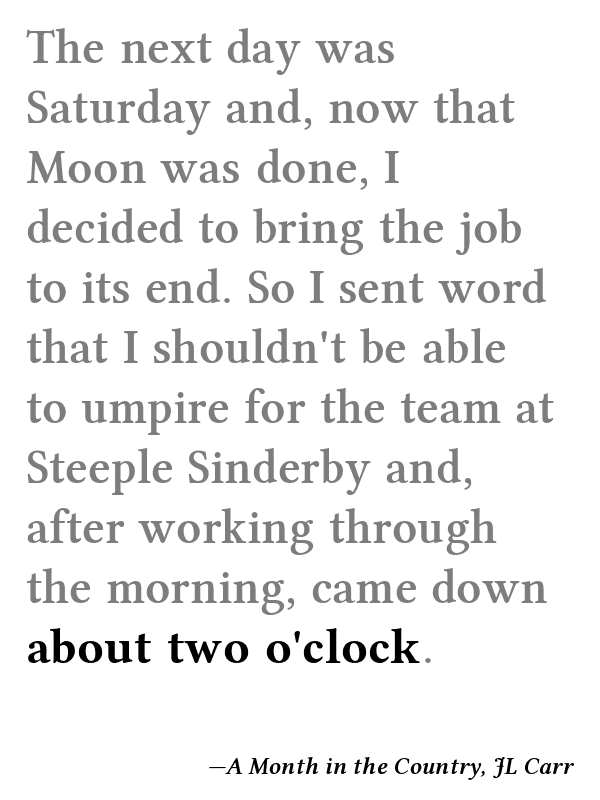 The next day was
Saturday and, now that
Moon was done, I
decided to bring the job
to its end. So I sent word
that I shouldn't be able
to umpire for the team at
Steeple Sinderby and,
after working through
the morning, came down
about two o'clock.
—A Month in the Country, JL Carr